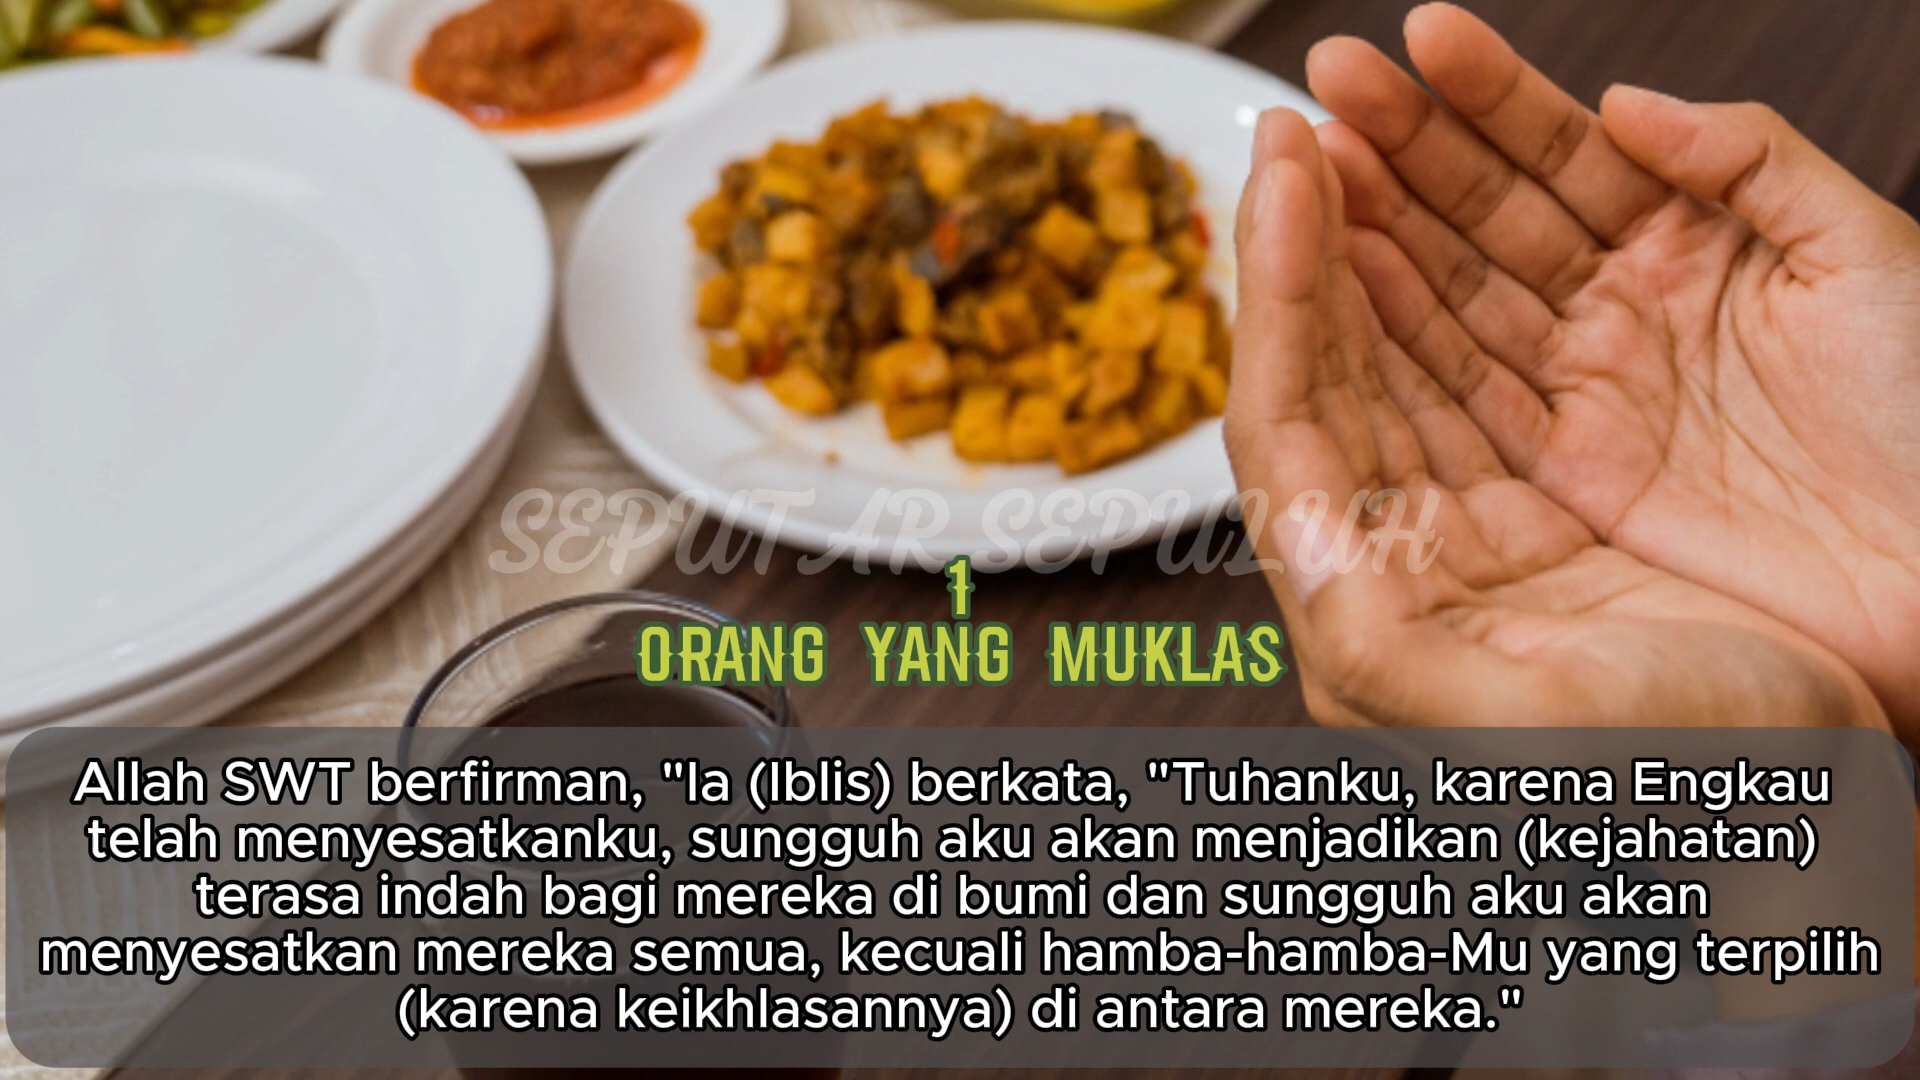 SEPUTAR SEPULUH
1
ORANG YANG MUKLAS
Allah SWT berfirman, "Ia (Iblis) berkata, "Tuhanku, karena Engkau
telah menyesatkanku, sungguh aku akan menjadikan (kejahatan)
terasa indah bagi mereka di bumi dan sungguh aku akan
menyesatkan mereka semua, kecuali hamba-hamba-Mu yang terpilih
(karena keikhlasannya) di antara mereka."